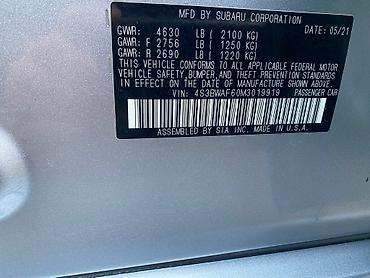 MFD BY SUBARU CORPORATION
GVWR: 4630 LB ( 2100 KG) DATE: 05/21
GAWR: F 2756 LB ( 1250 KG)
GAWR: R 2690 LB ( 1220 KG)
THIS VEHICLE CONFORMS TO ALL APPLICABLE FEDERAL MOTOR
VEHICLE SAFETY, BUMPER, AND THEFT PREVENTION STANDARDS
IN EFFECT ON THE DATE OF MANUFACTURE SHOWN ABOVE.
VIN: 4S3BWAF60M3019919
PASSENGER CAR
ASSEMBLED BY SIA INC. MADE IN U.S.A.